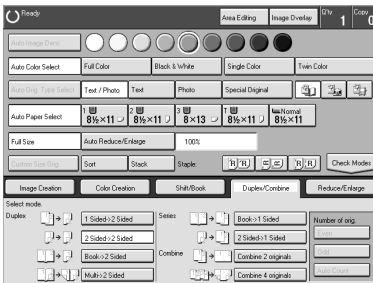 Ready
Area Editing Image Overlay Q'ty 1 Copy 0
Auto Image Dens.
Auto Color Select Full Color Black & White Single Color Twin Color
Auto Orig. Type Select Text / Photo Text Photo Special Original
Auto Paper Select 1 8½×11 2 8½×11 3 8×13 T 8½×11 Normal 8½×11
Full Size Auto Reduce/Enlarge 100%
Custom Size Orig. Sort Stack Staple: Check Modes
Image Creation Color Creation Shift/Book Duplex/Combine Reduce/Enlarge
Select mode.
Duplex 1 Sided->2 Sided Series Book->1 Sided Number of orig.
2 Sided->2 Sided 2 Sided->1 Sided Even
Book->2 Sided Combine Combine 2 originals Odd
Multi->2 Sided Combine 4 originals Auto Count